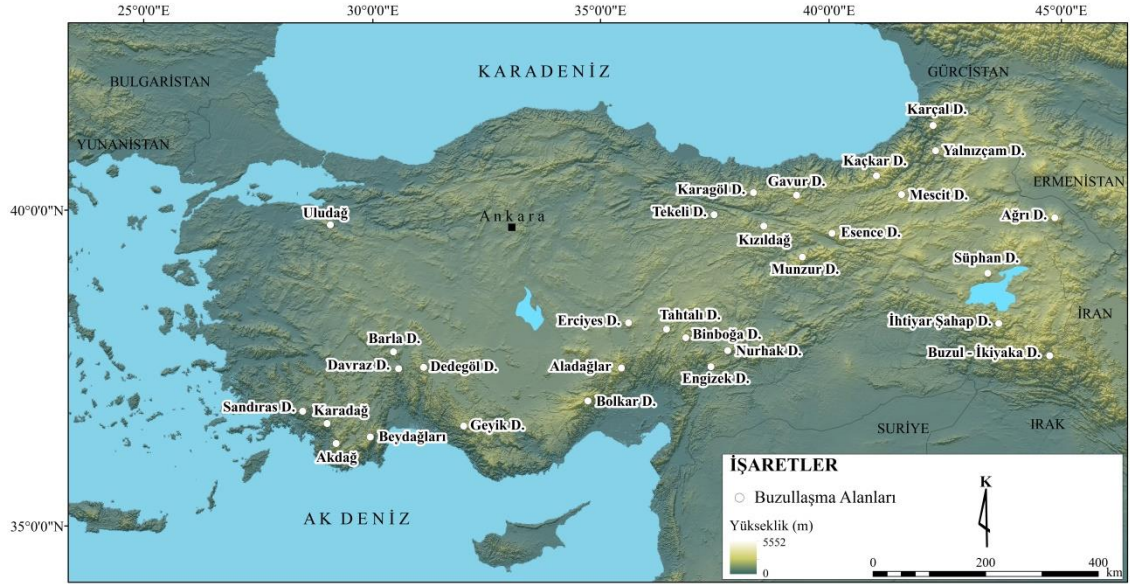 25°0'0"E
30°0'0"E
35°0'0"E
40°0'0"E
45°0'0"E
BULGARİSTAN
KARADENİZ
GÜRCİSTAN
YUNANİSTAN
Karçal D.
Yalnızçam D.
Kaçkar D.
ERMENİSTAN
Gavur D.
Karagöl D.
Mescit D.
40°0'0"N
Uludağ
Ankara
Tekeli D.
Ağrı D.
Kızıldağ
Esence D.
Munzur D.
Süphan D.
Erciyes D.
Tahtalı D.
İhtiyar Şahap D.
İRAN
Barla D.
Binboğa D.
Nurhak D.
Buzul - İkiyaka D.
Davraz D.
Dedegöl D.
Aladağlar
Engizek D.
Bolkar D.
Sandıras D.
Karadağ
Geyik D.
SURİYE
IRAK
Beydağları
Akdağ
35°0'0"N
AK DENİZ
İŞARETLER
Buzullaşma Alanları
K
Yükseklik (m)
5552
0
0
200
400
km